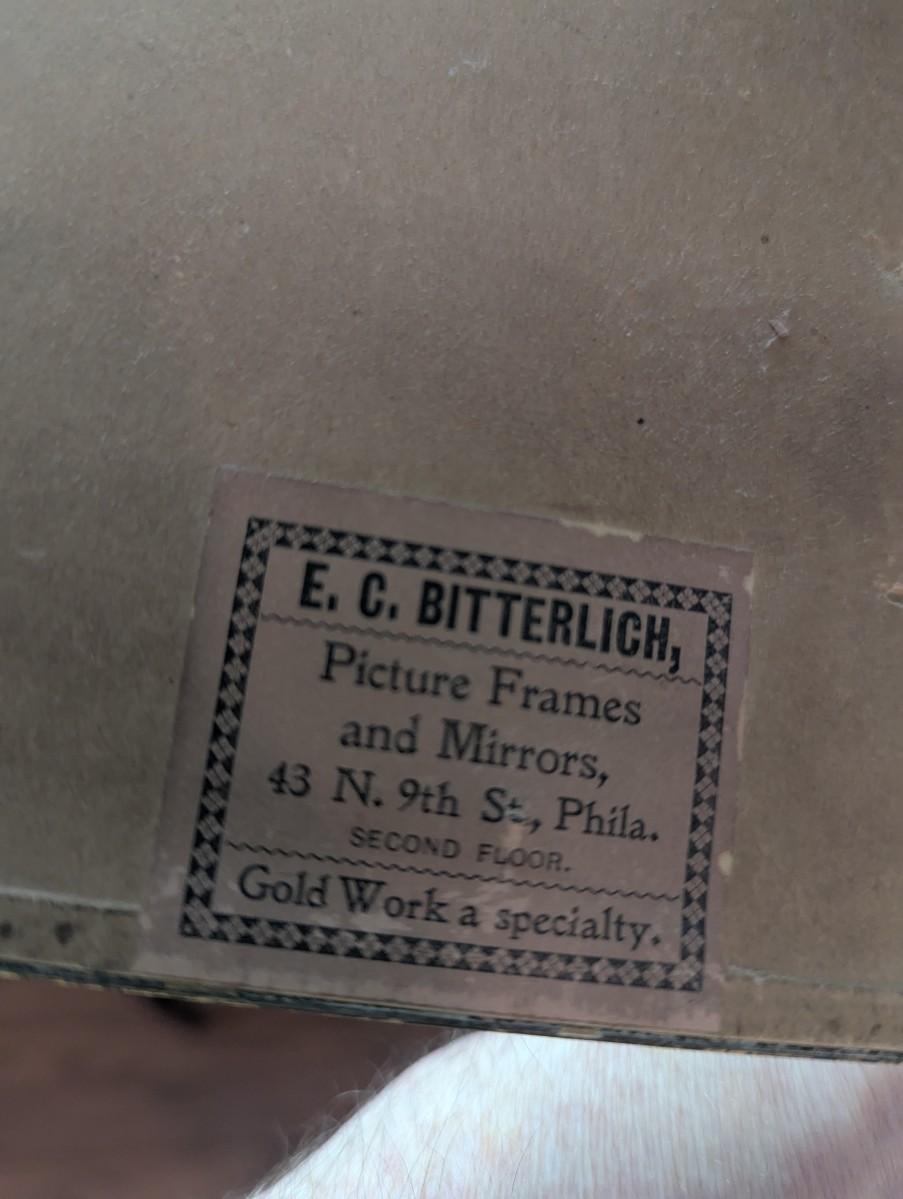 E. C. BITTERLICH,
Picture Frames
and Mirrors,
43 N. 9th St., Phila.
SECOND FLOOR.
Gold Work a specialty.